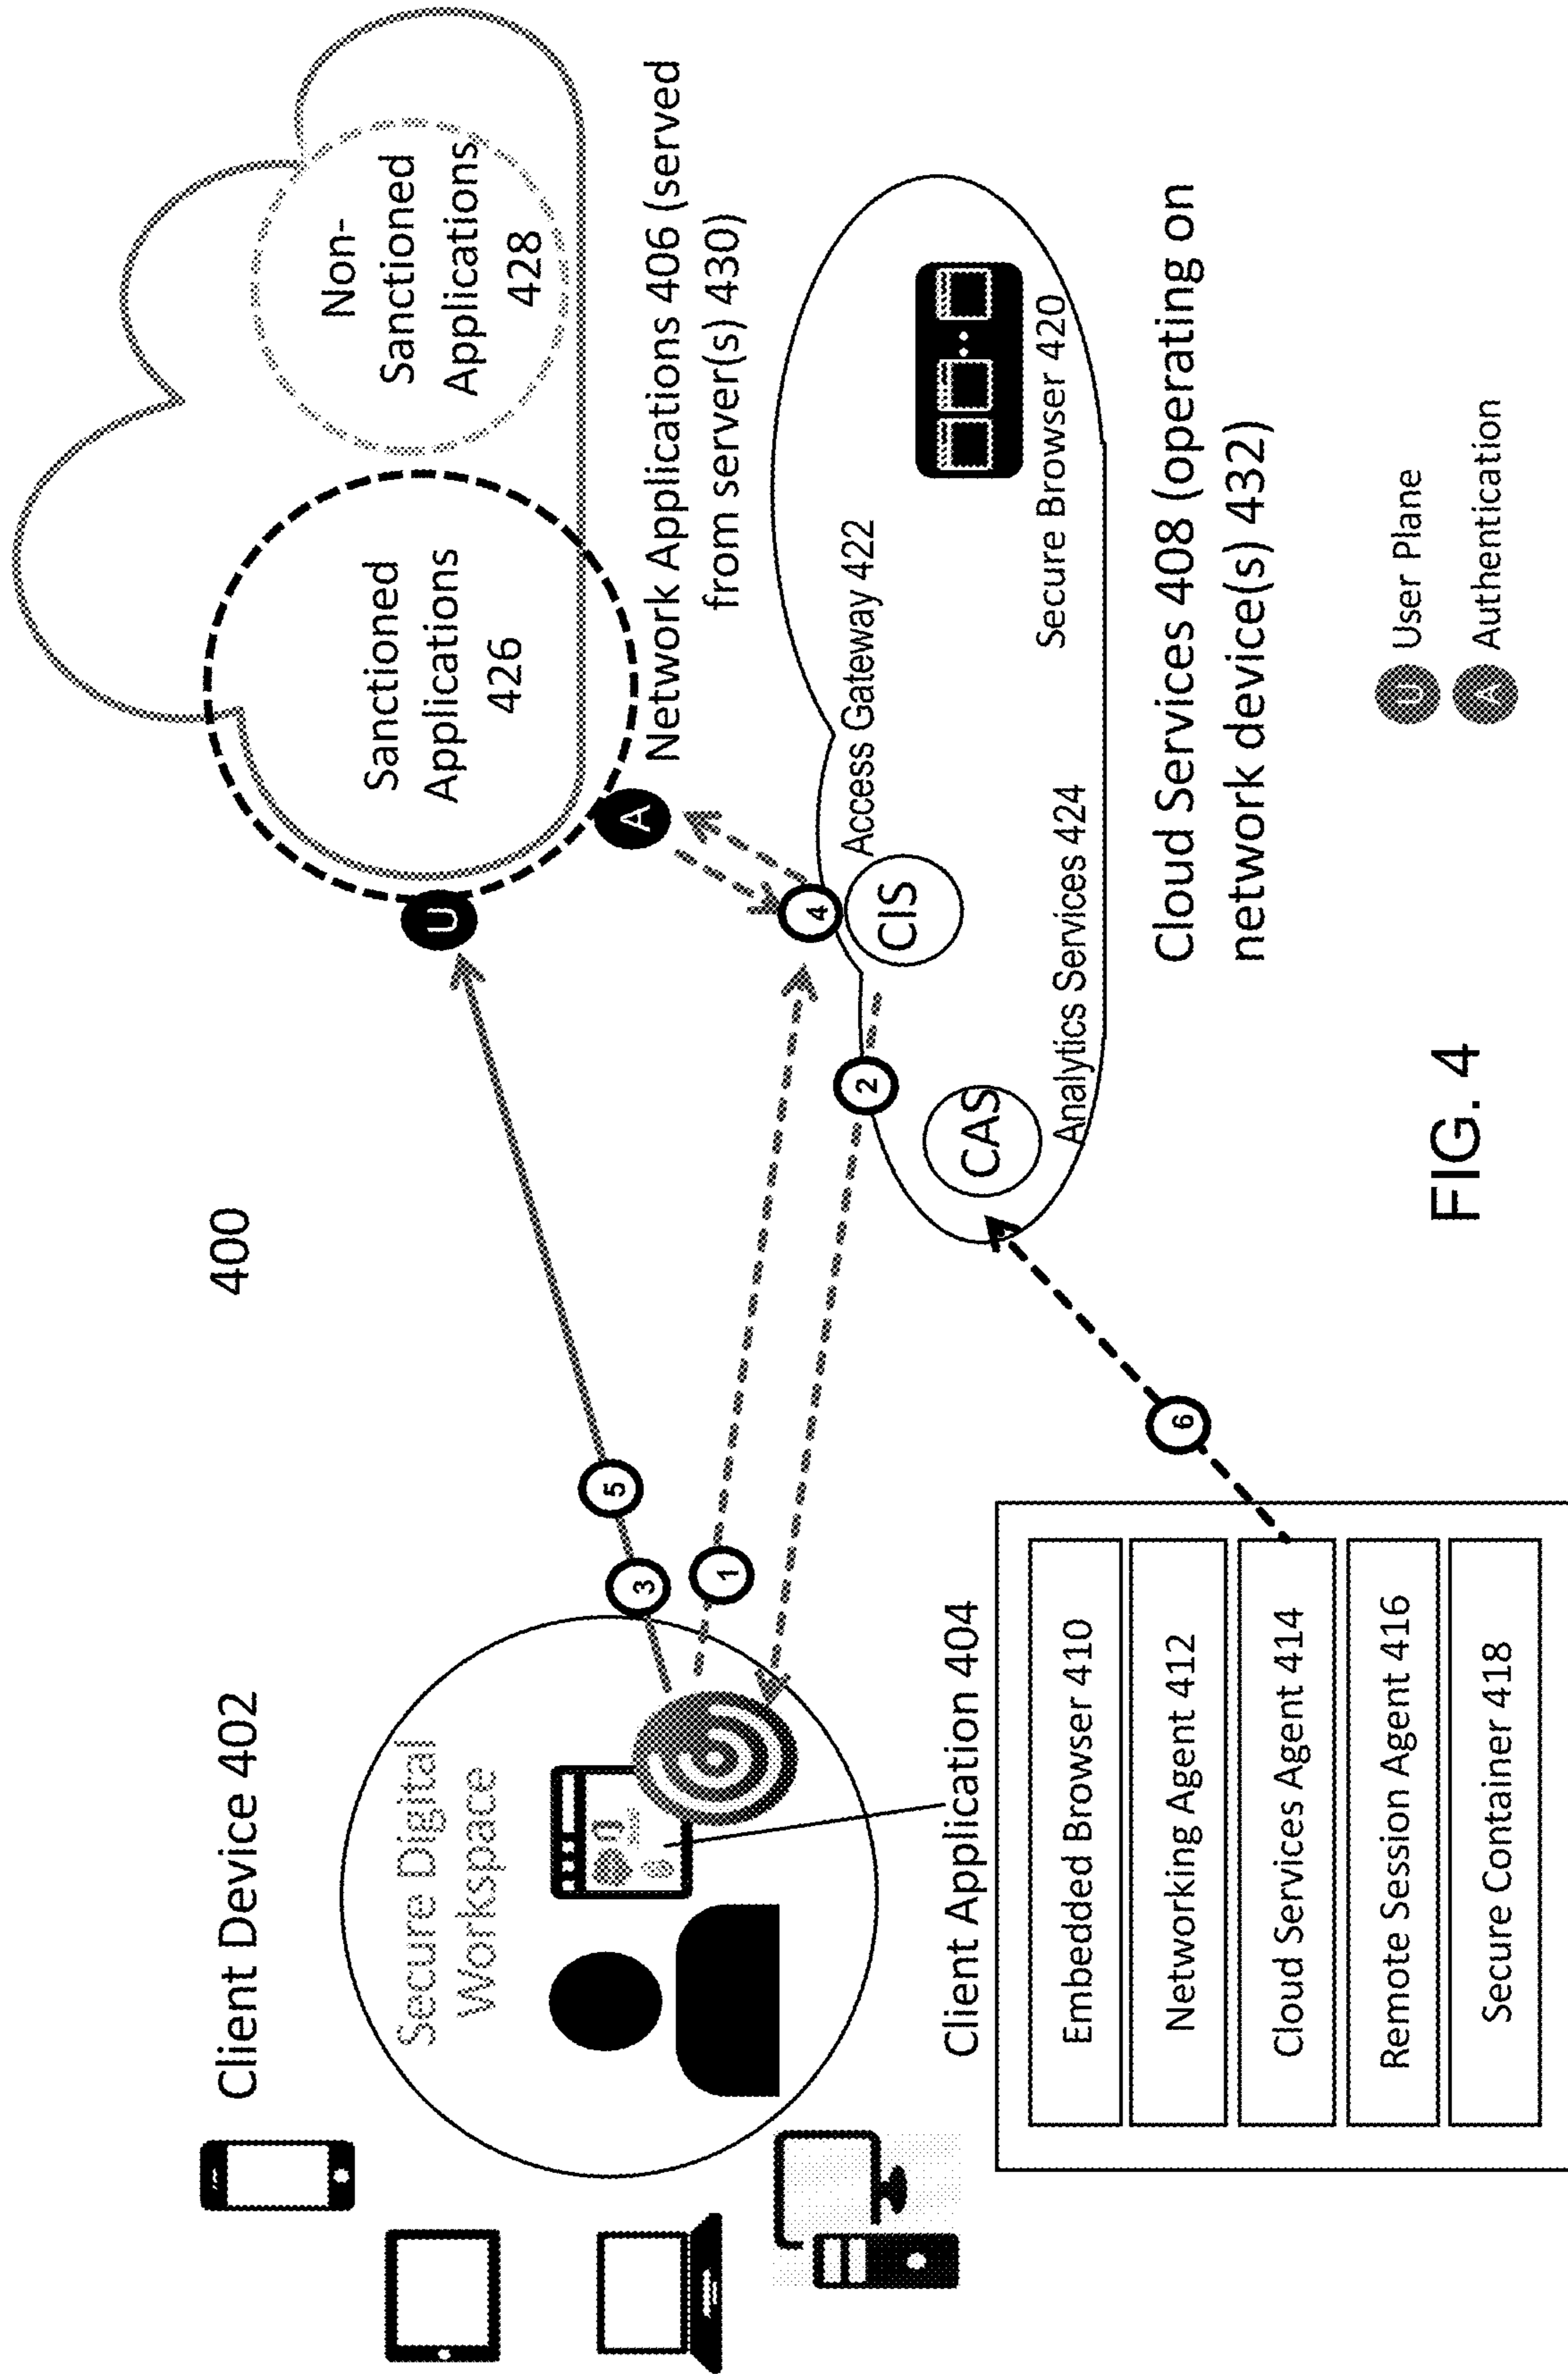 400
Client Device 402
Secure Digital
Workspace
3
5
1
2
4
6
U
A
Sanctioned
Applications
426
Non-
Sanctioned
Applications
428
Network Applications 406 (served
from server(s) 430)
Access Gateway 422
CIS
CAS
Analytics Services 424
Secure Browser 420
Cloud Services 408 (operating on
network device(s) 432)
Client Application 404
Embedded Browser 410
Networking Agent 412
Cloud Services Agent 414
Remote Session Agent 416
Secure Container 418
U User Plane
A Authentication
FIG. 4